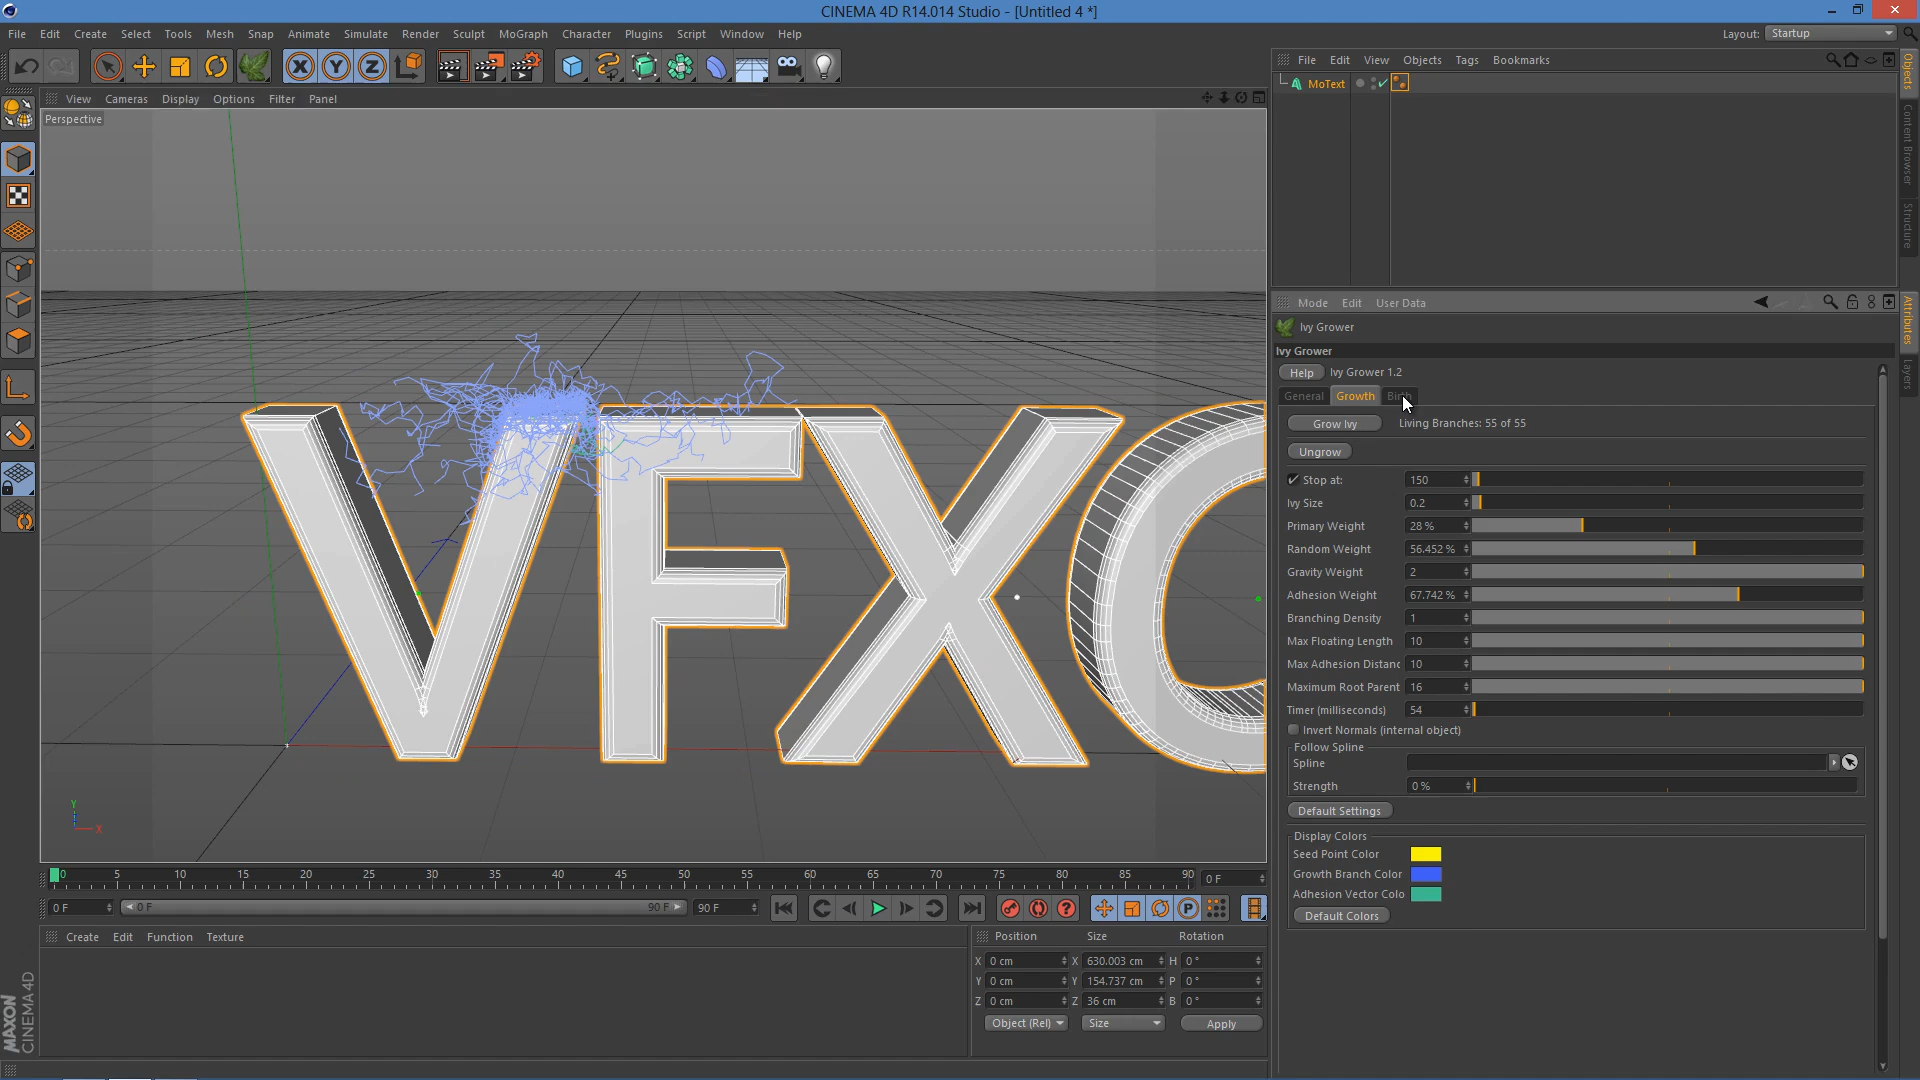 CINEMA 4D R14.014 Studio - [Untitled 4 *]
File Edit Create Select Tools Mesh Snap Animate Simulate Render Sculpt MoGraph Character Plugins Script Window Help
Layout: Startup
X Y Z
File Edit View Objects Tags Bookmarks
MoText
Objects
Content Browser
Structure
View Cameras Display Options Filter Panel
Perspective
VFX
Y
X
Mode Edit User Data
Attributes
Layers
Ivy Grower
Ivy Grower
Help Ivy Grower 1.2
General Growth
Grow Ivy Living Branches: 55 of 55
Ungrow
Stop at: 150
Ivy Size 0.2
Primary Weight 28 %
Random Weight 56.452 %
Gravity Weight 2
Adhesion Weight 67.742 %
Branching Density 1
Max Floating Length 10
Max Adhesion Distanc 10
Maximum Root Parent 16
Timer (milliseconds) 54
Invert Normals (internal object)
Follow Spline
Spline
Strength 0 %
Default Settings
Display Colors
Seed Point Color
Growth Branch Color
Adhesion Vector Colo
Default Colors
0 5 10 15 20 25 30 35 40 45 50 55 60 65 70 75 80 85 90 0 F
0 F 0 F 90 F 90 F
Create Edit Function Texture
Position Size Rotation
X 0 cm X 630.003 cm H 0 °
Y 0 cm Y 154.737 cm P 0 °
Z 0 cm Z 36 cm B 0 °
Object (Rel) Size Apply
MAXON
CINEMA 4D